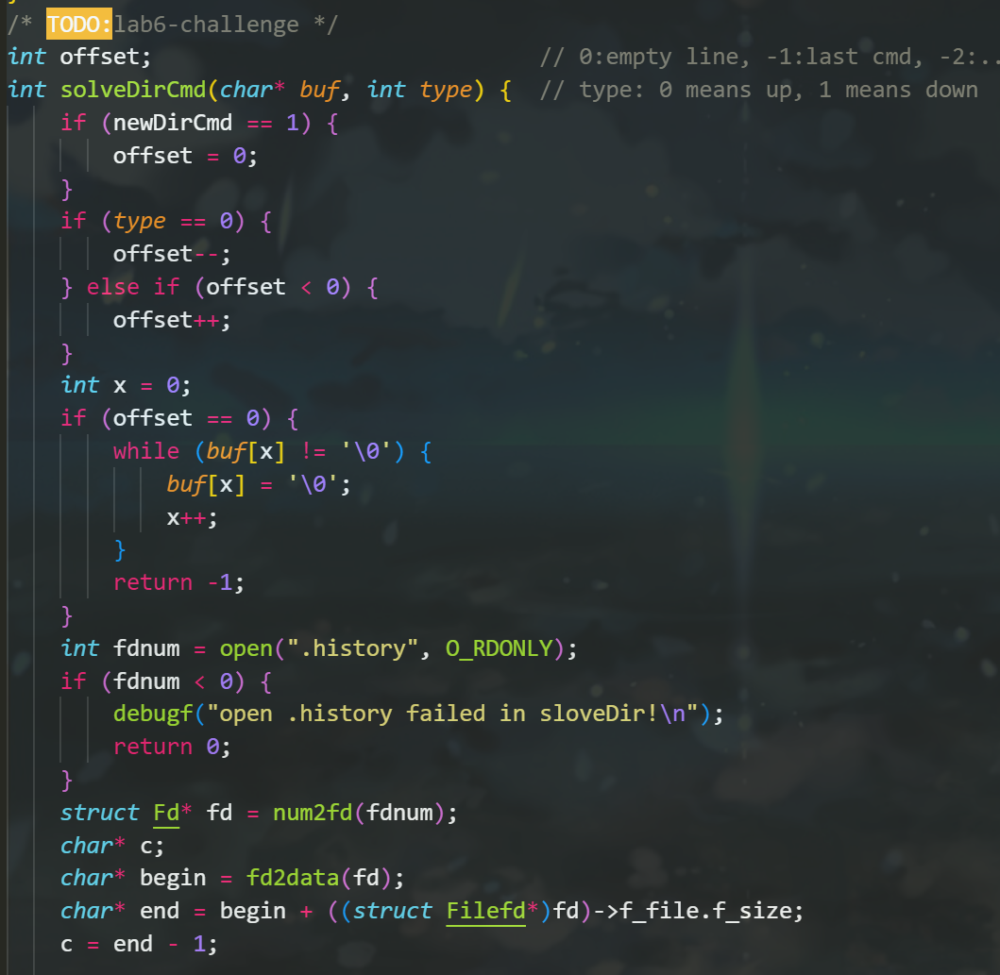 /* TODO:lab6-challenge */
int offset;                             // 0:empty line, -1:last cmd, -2:..
int solveDirCmd(char* buf, int type) {  // type: 0 means up, 1 means down
    if (newDirCmd == 1) {
        offset = 0;
    }
    if (type == 0) {
        offset--;
    } else if (offset < 0) {
        offset++;
    }
    int x = 0;
    if (offset == 0) {
        while (buf[x] != '\0') {
            buf[x] = '\0';
            x++;
        }
        return -1;
    }
    int fdnum = open(".history", O_RDONLY);
    if (fdnum < 0) {
        debugf("open .history failed in sloveDir!\n");
        return 0;
    }
    struct Fd* fd = num2fd(fdnum);
    char* c;
    char* begin = fd2data(fd);
    char* end = begin + ((struct Filefd*)fd)->f_file.f_size;
    c = end - 1;